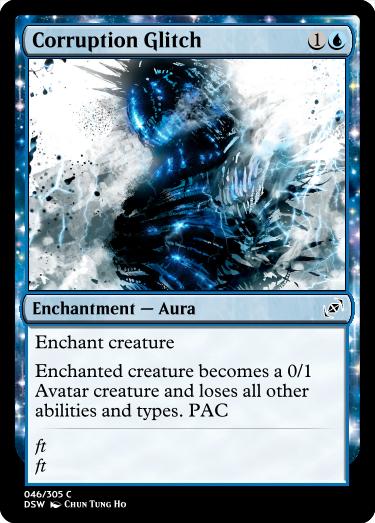 Corruption Glitch 1
Enchantment — Aura
Enchant creature
Enchanted creature becomes a 0/1
Avatar creature and loses all other
abilities and types. PAC
ft
ft
046/305 C
DSW Chun Tung Ho